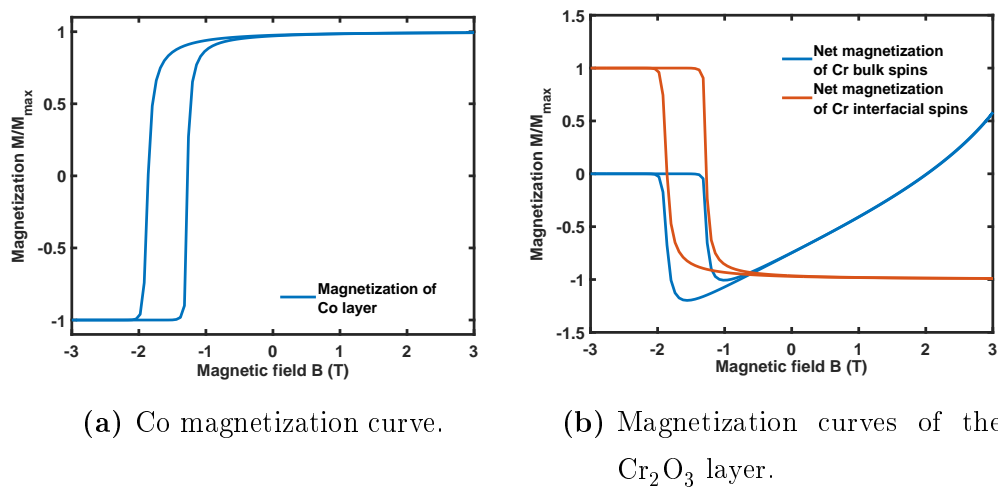 1
0.5
0
-0.5
-1
-3 -2 -1 0 1 2 3
Magnetization M/Mmax
Magnetic field B (T)
Magnetization of
Co layer
1.5
1
0.5
0
-0.5
-1
-1.5
-3 -2 -1 0 1 2 3
Magnetization M/Mmax
Magnetic field B (T)
Net magnetization
of Cr bulk spins
Net magnetization
of Cr interfacial spins
(a) Co magnetization curve.
(b) Magnetization curves of the
Cr₂O₃ layer.